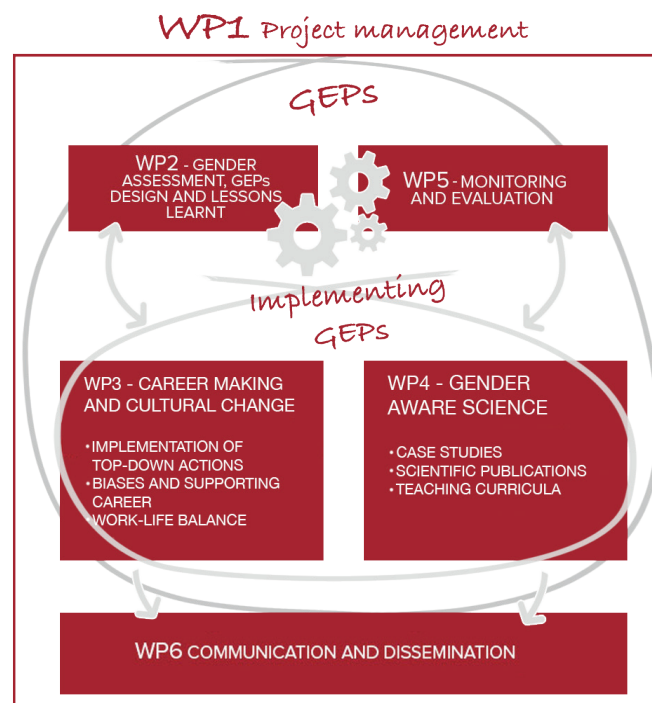 WP1 Project management
GEPs
WP2 - GENDER
ASSESSMENT, GEPs
DESIGN AND LESSONS
LEARNT
WP5 - MONITORING
AND EVALUATION
Implementing
GEPs
WP3 - CAREER MAKING
AND CULTURAL CHANGE
• IMPLEMENTATION OF
TOP-DOWN ACTIONS
• BIASES AND SUPPORTING
CAREER
• WORK-LIFE BALANCE
WP4 - GENDER
AWARE SCIENCE
• CASE STUDIES
• SCIENTIFIC PUBLICATIONS
• TEACHING CURRICULA
WP6 COMMUNICATION AND DISSEMINATION